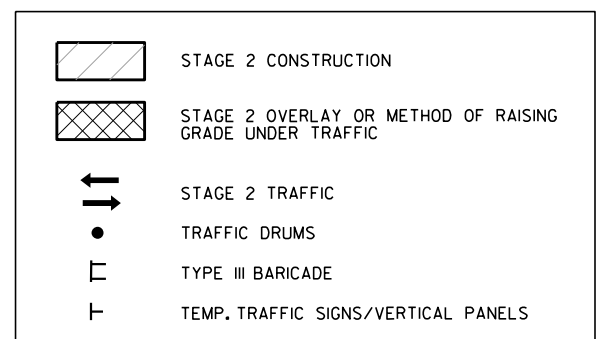 STAGE 2 CONSTRUCTION
STAGE 2 OVERLAY OR METHOD OF RAISING
GRADE UNDER TRAFFIC
STAGE 2 TRAFFIC
TRAFFIC DRUMS
TYPE III BARICADE
TEMP. TRAFFIC SIGNS/VERTICAL PANELS